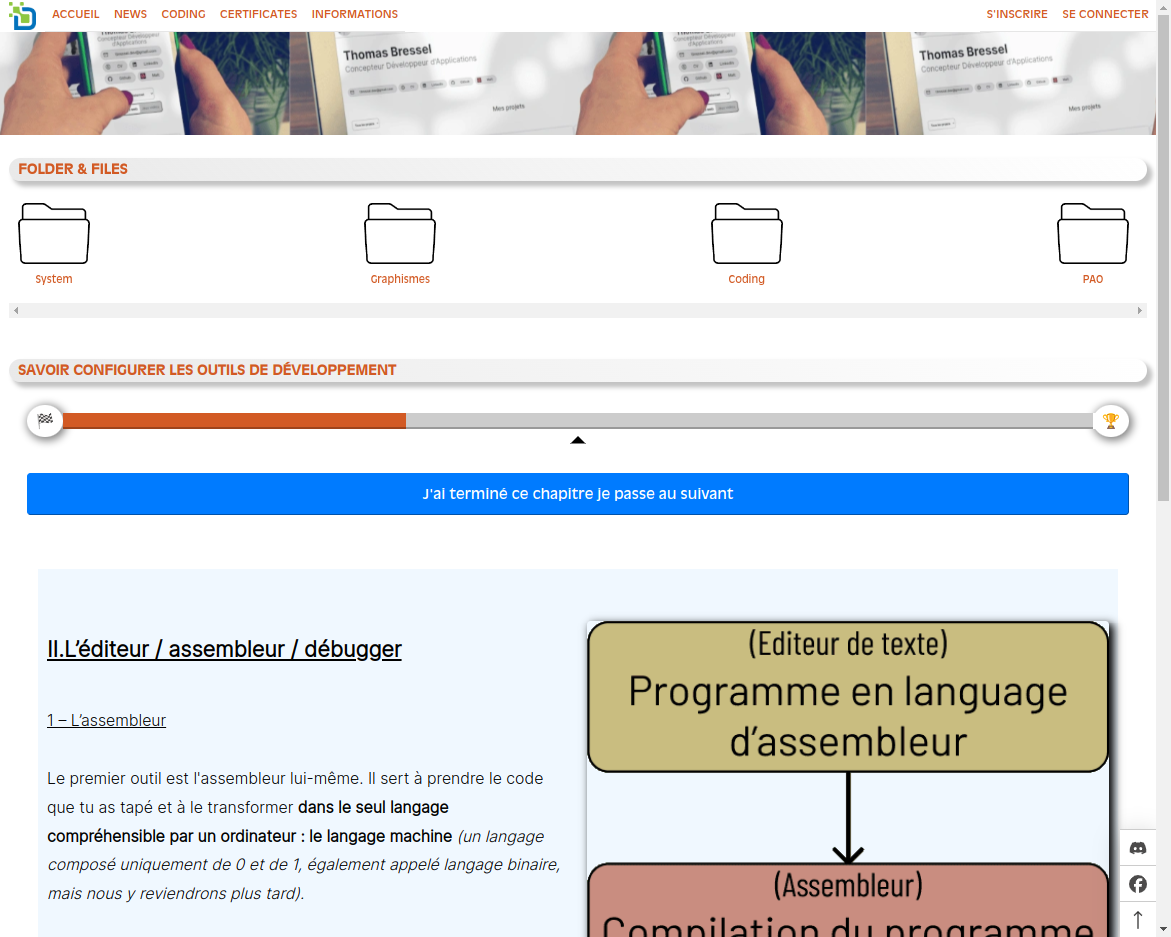 ACCUEIL NEWS CODING CERTIFICATES INFORMATIONS S'INSCRIRE SE CONNECTER
Thomas Bressel
Concepteur Développeur d'Applications
Mes projets
Thomas Bressel
Concepteur Développeur d'Applications
Mes projets
FOLDER & FILES
System Graphismes Coding PAO
SAVOIR CONFIGURER LES OUTILS DE DÉVELOPPEMENT
J'ai terminé ce chapitre je passe au suivant
II.L’éditeur / assembleur / débugger
1 – L’assembleur
Le premier outil est l'assembleur lui-même. Il sert à prendre le code
que tu as tapé et à le transformer dans le seul langage
compréhensible par un ordinateur : le langage machine (un langage
composé uniquement de 0 et de 1, également appelé langage binaire,
mais nous y reviendrons plus tard).
(Editeur de texte)
Programme en language
d’assembleur
(Assembleur)
Compilation du programme